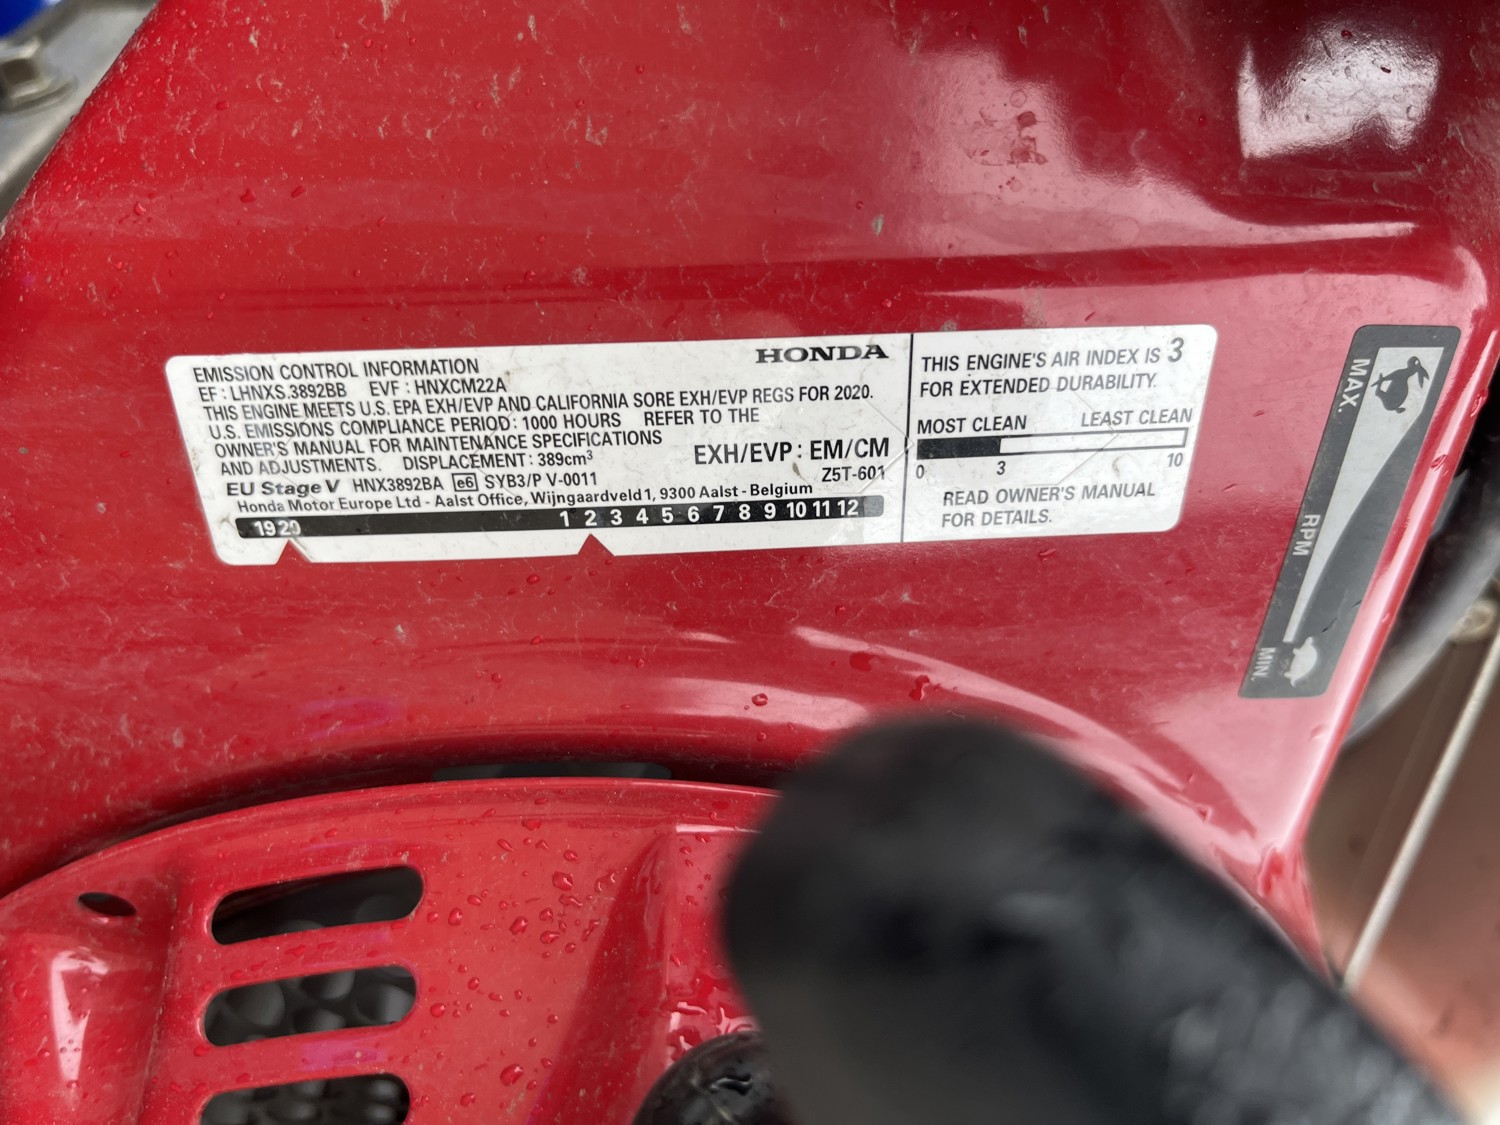 HONDA
EMISSION CONTROL INFORMATION
EF : LHNXS.3892BB EVF : HNXCM22A
THIS ENGINE MEETS U.S. EPA EXH/EVP AND CALIFORNIA SORE EXH/EVP REGS FOR 2020.
U.S. EMISSIONS COMPLIANCE PERIOD: 1000 HOURS REFER TO THE
OWNER'S MANUAL FOR MAINTENANCE SPECIFICATIONS
AND ADJUSTMENTS. DISPLACEMENT : 389cm³
EXH/EVP : EM/CM
EU Stage V HNX3892BA e6 SYB3/P V-0011
Z5T-601
Honda Motor Europe Ltd - Aalst Office, Wijngaardveld 1, 9300 Aalst - Belgium
19 20 1 2 3 4 5 6 7 8 9 10 11 12
THIS ENGINE'S AIR INDEX IS 3
FOR EXTENDED DURABILITY.
MOST CLEAN LEAST CLEAN
0 3 10
READ OWNER'S MANUAL
FOR DETAILS.
MAX.
RPM
MIN.